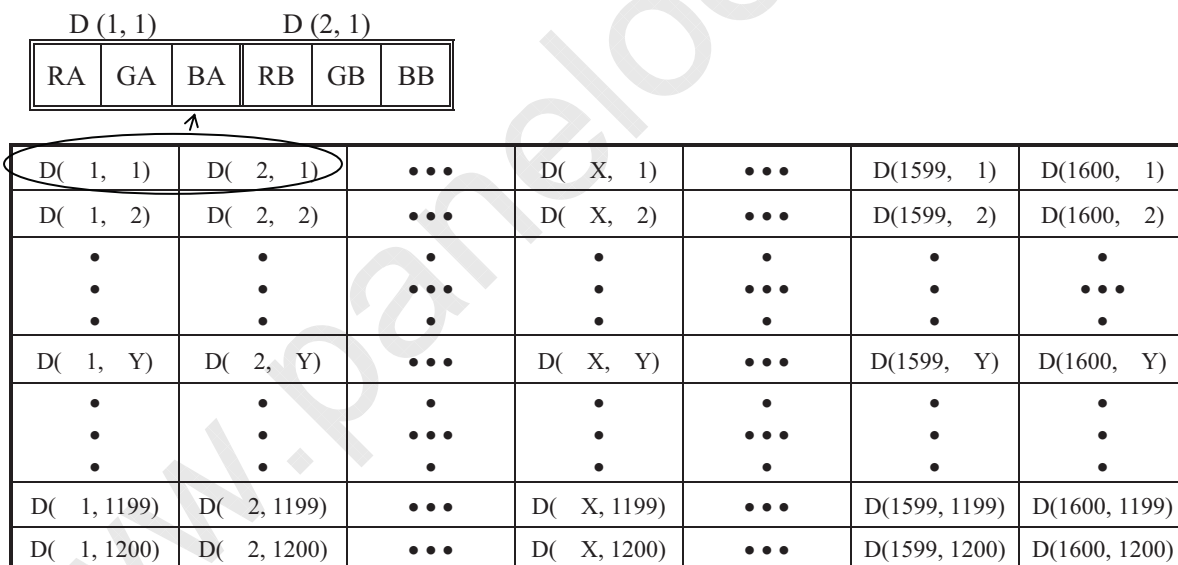 D (1, 1) D (2, 1)
RA GA BA RB GB BB
D( 1, 1) D( 2, 1) ••• D( X, 1) ••• D(1599, 1) D(1600, 1)
D( 1, 2) D( 2, 2) ••• D( X, 2) ••• D(1599, 2) D(1600, 2)
• • • • • • •
• • ••• • ••• • •••
• • • • • • •
D( 1, Y) D( 2, Y) ••• D( X, Y) ••• D(1599, Y) D(1600, Y)
• • • • • • •
• • ••• • ••• • •
• • • • • • •
D( 1, 1199) D( 2, 1199) ••• D( X, 1199) ••• D(1599, 1199) D(1600, 1199)
D( 1, 1200) D( 2, 1200) ••• D( X, 1200) ••• D(1599, 1200) D(1600, 1200)
w.panelo